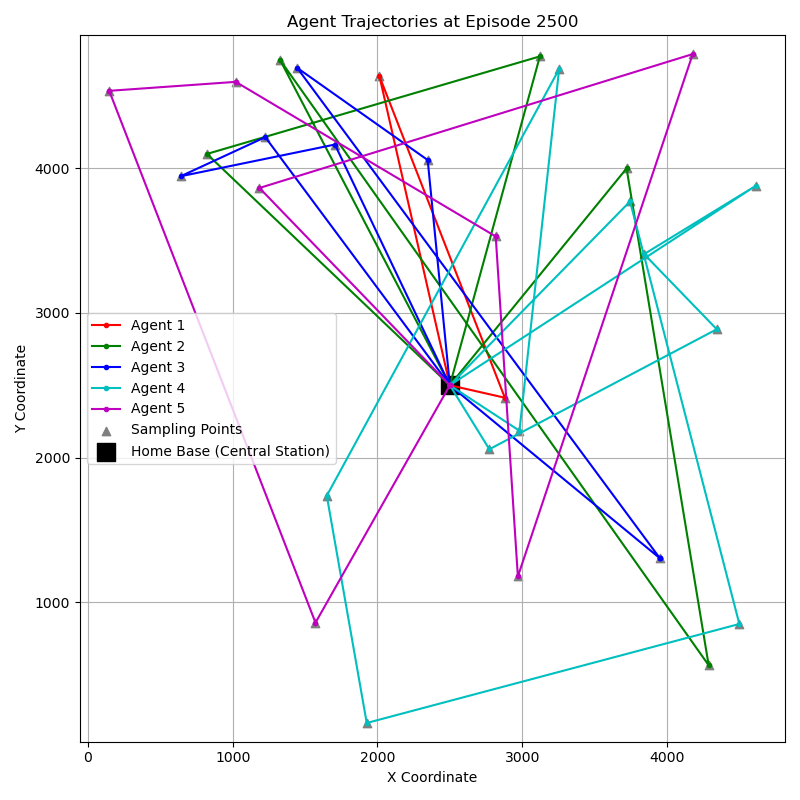 Agent Trajectories at Episode 2500
Y Coordinate
4000
3000
2000
1000
Agent 1
Agent 2
Agent 3
Agent 4
Agent 5
Sampling Points
Home Base (Central Station)
0 1000 2000 3000 4000
X Coordinate